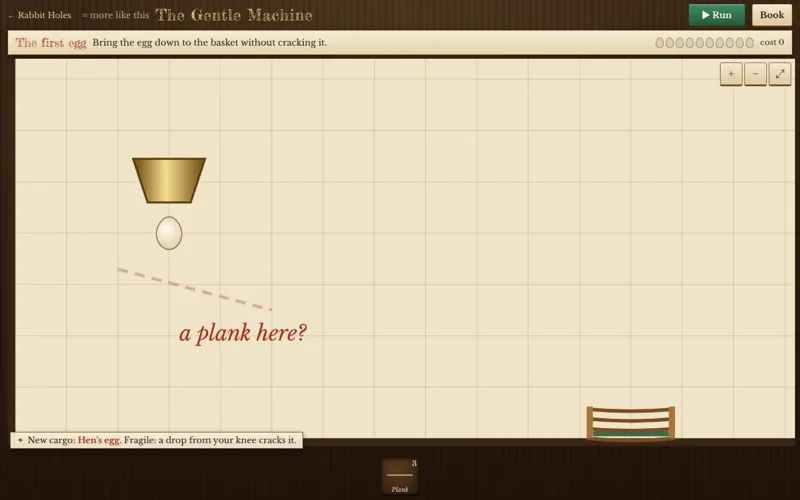 ← Rabbit Holes
≈ more like this
The Gentle Machine
▶ Run
Book
The first egg
Bring the egg down to the basket without cracking it.
cost 0
+
−
⤢
a plank here?
✦ New cargo: Hen's egg. Fragile: a drop from your knee cracks it.
3
Plank